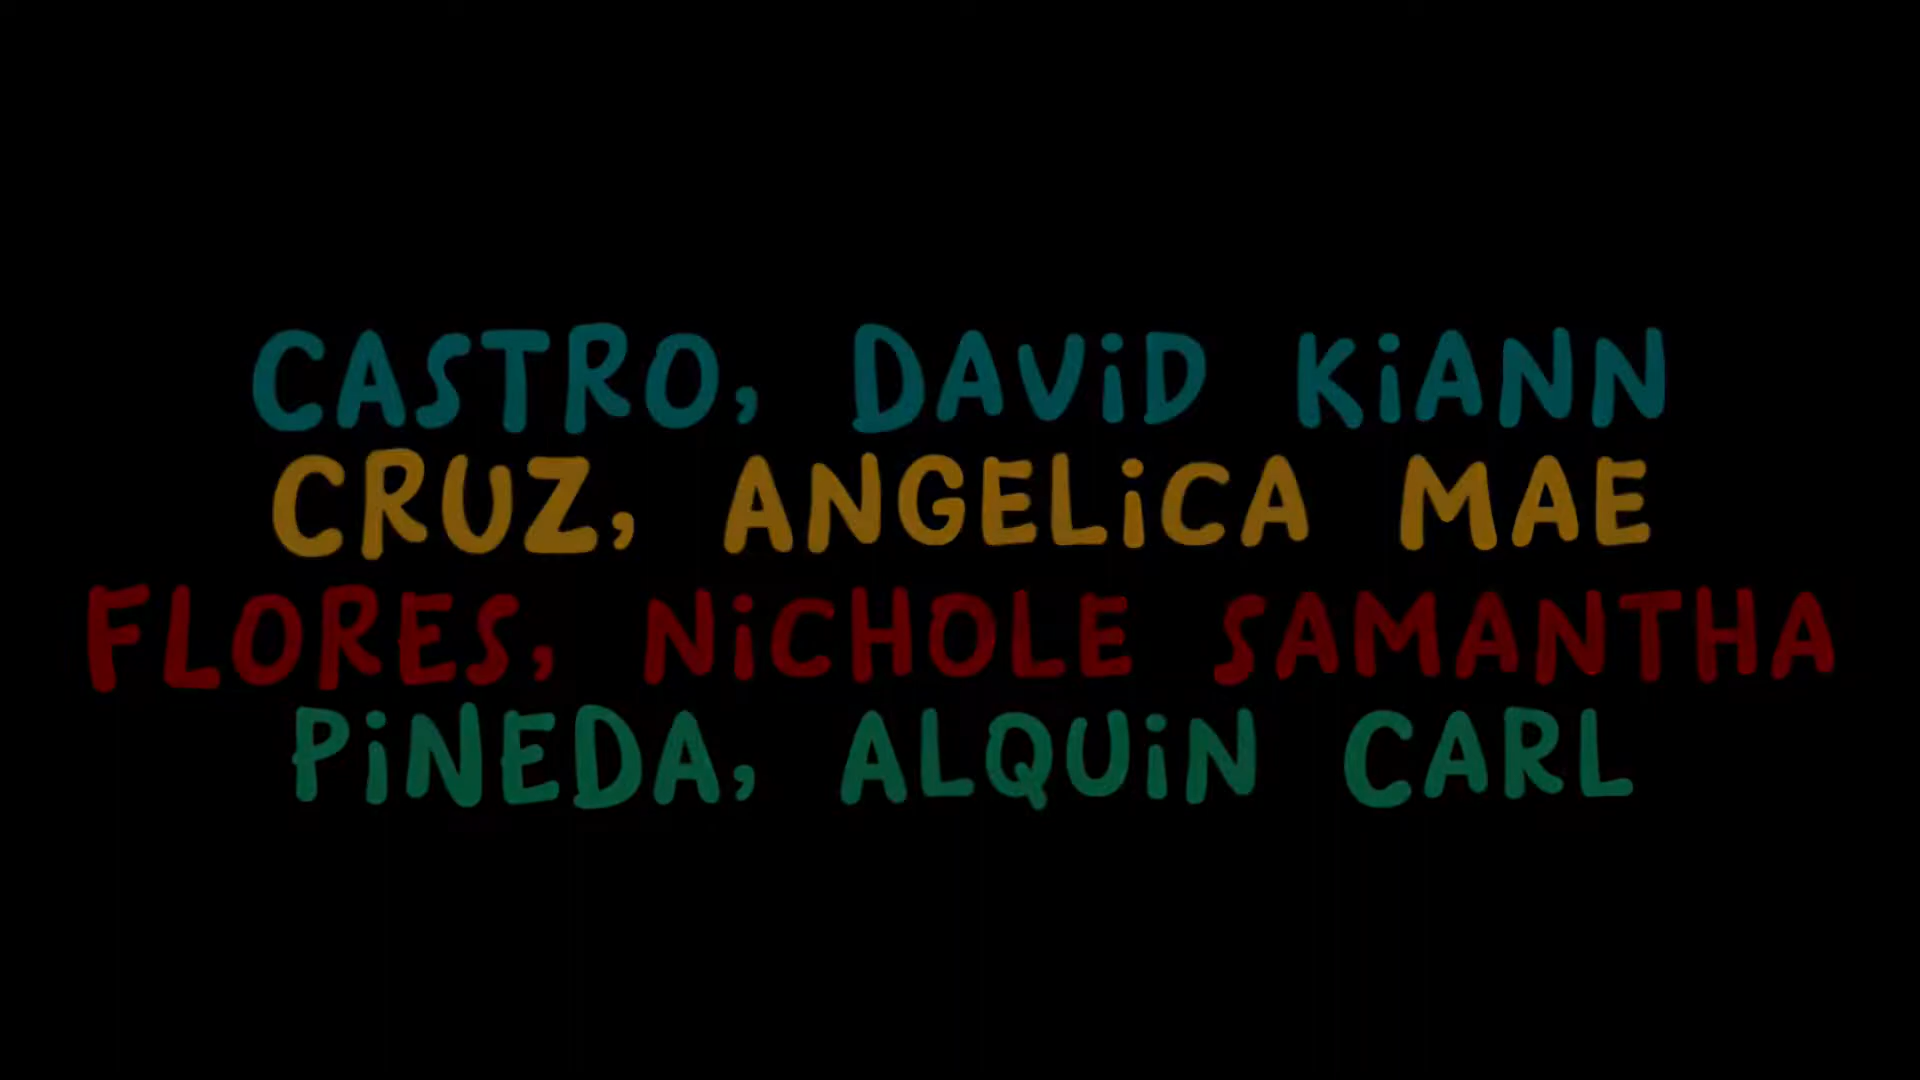 CASTRO, DAViD KiANN
CRUZ, ANGELiCA MAE
FLORES, NiCHOLE SAMANTHA
PiNEDA, ALQUiN CARL